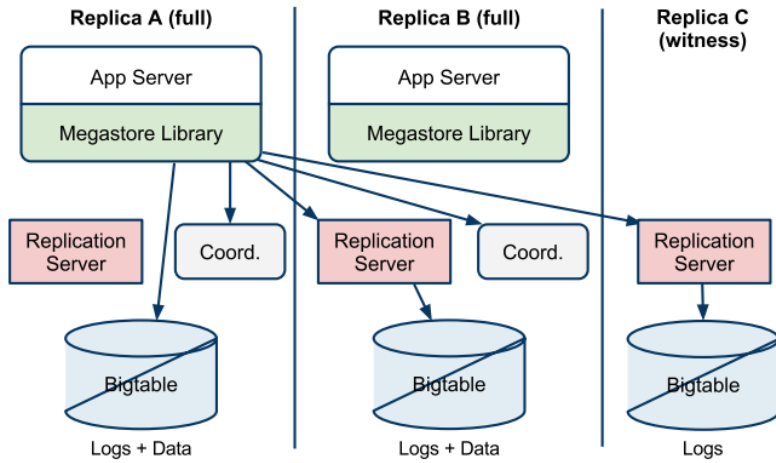 Replica A (full)
Replica B (full)
Replica C
(witness)
App Server
Megastore Library
App Server
Megastore Library
Replication
Server
Coord.
Replication
Server
Coord.
Replication
Server
Bigtable
Bigtable
Bigtable
Logs + Data
Logs + Data
Logs